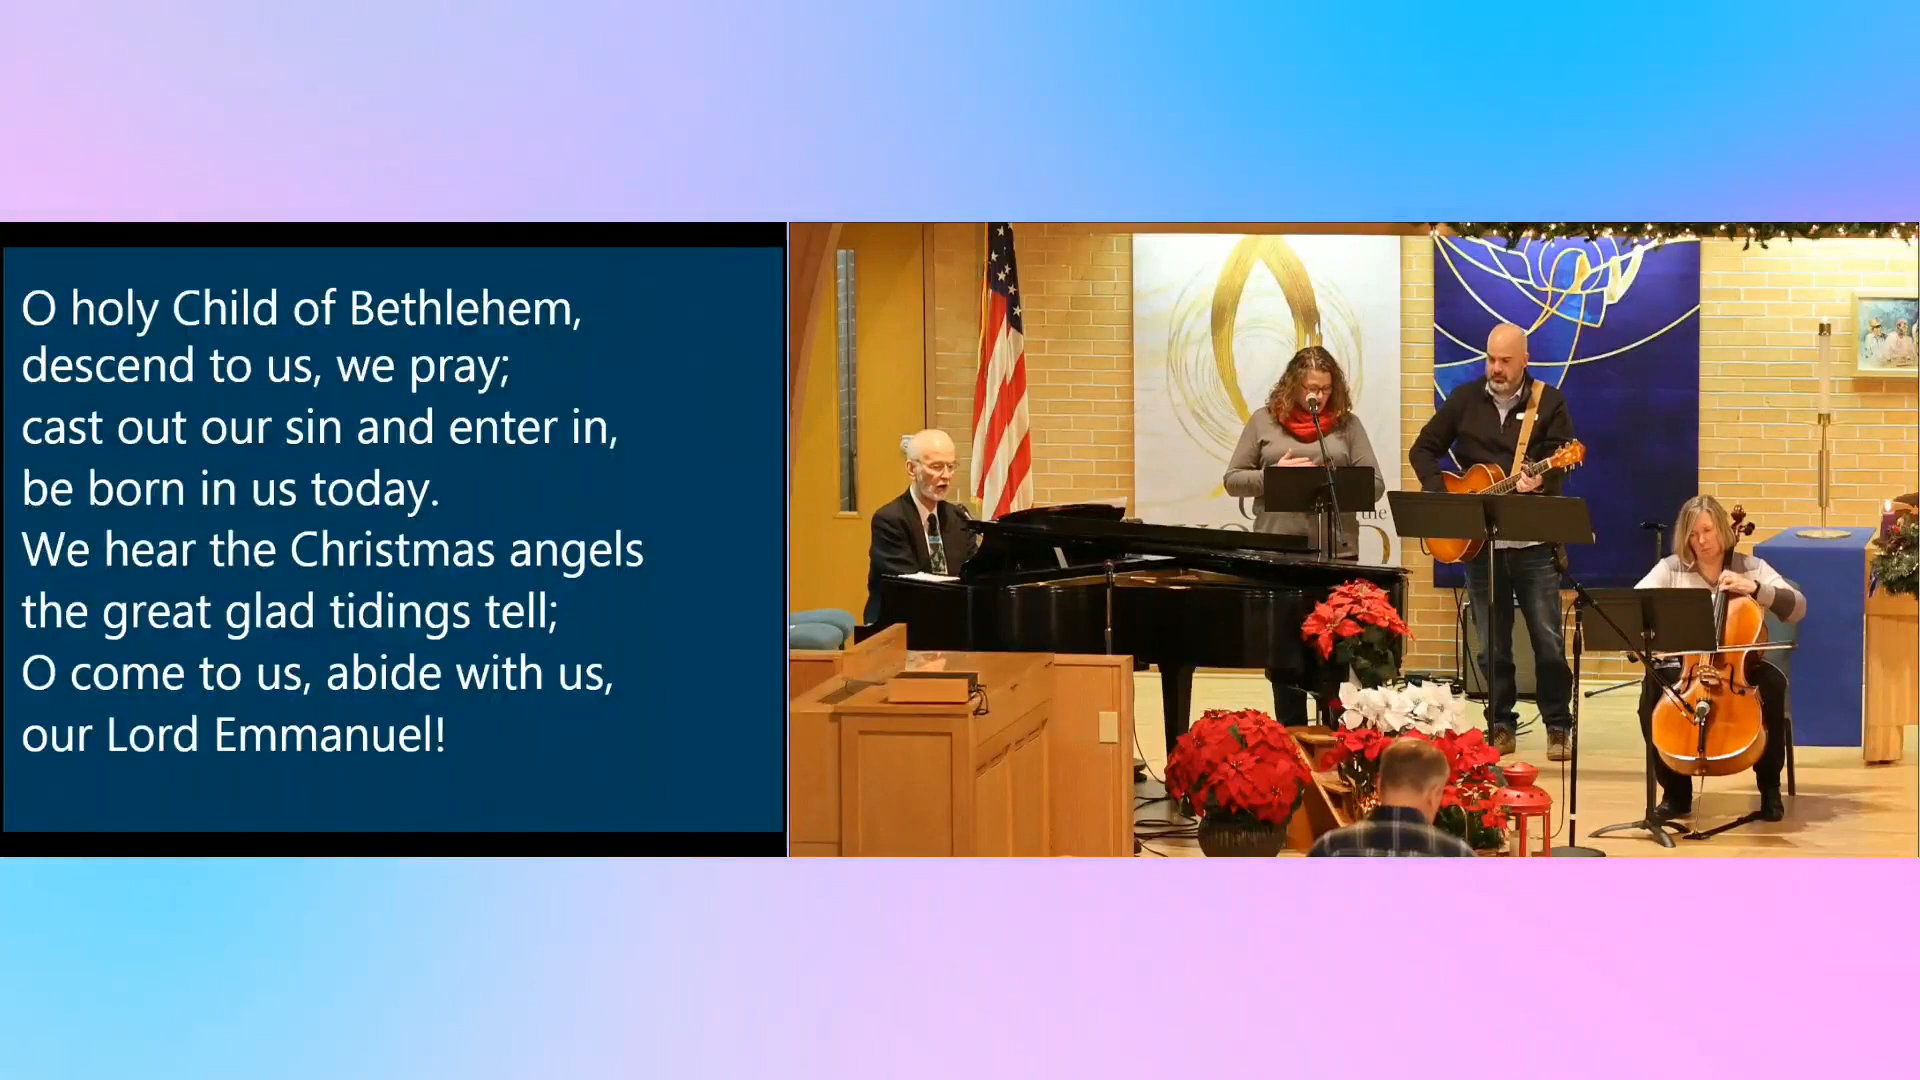 O holy Child of Bethlehem,
descend to us, we pray;
cast out our sin and enter in,
be born in us today.
We hear the Christmas angels
the great glad tidings tell;
O come to us, abide with us,
our Lord Emmanuel!
the